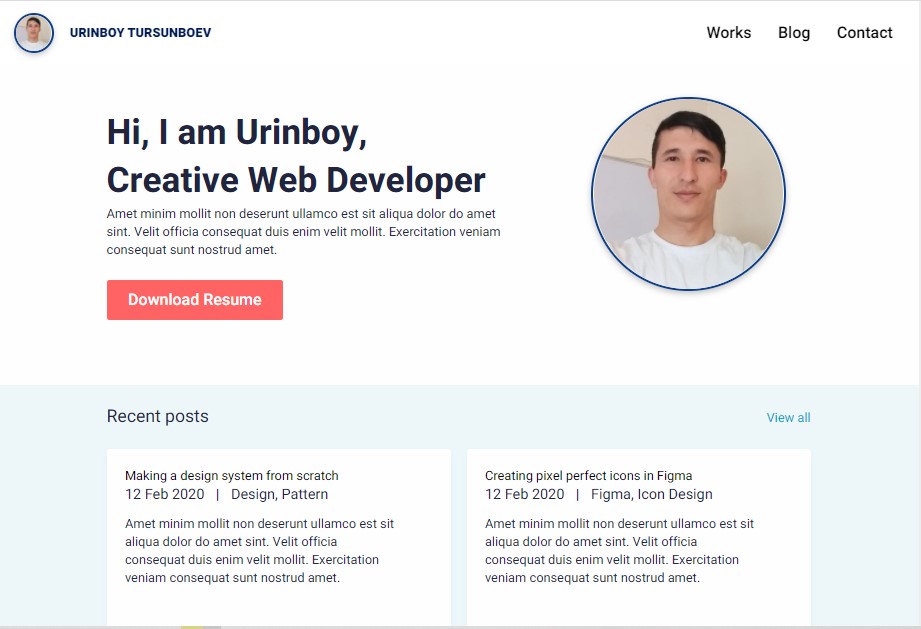 URINBOY TURSUNBOEV
Works Blog Contact
Hi, I am Urinboy,
Creative Web Developer
Amet minim mollit non deserunt ullamco est sit aliqua dolor do amet
sint. Velit officia consequat duis enim velit mollit. Exercitation veniam
consequat sunt nostrud amet.
Download Resume
Recent posts
View all
Making a design system from scratch
12 Feb 2020 | Design, Pattern
Amet minim mollit non deserunt ullamco est sit
aliqua dolor do amet sint. Velit officia
consequat duis enim velit mollit. Exercitation
veniam consequat sunt nostrud amet.
Creating pixel perfect icons in Figma
12 Feb 2020 | Figma, Icon Design
Amet minim mollit non deserunt ullamco est sit
aliqua dolor do amet sint. Velit officia
consequat duis enim velit mollit. Exercitation
veniam consequat sunt nostrud amet.